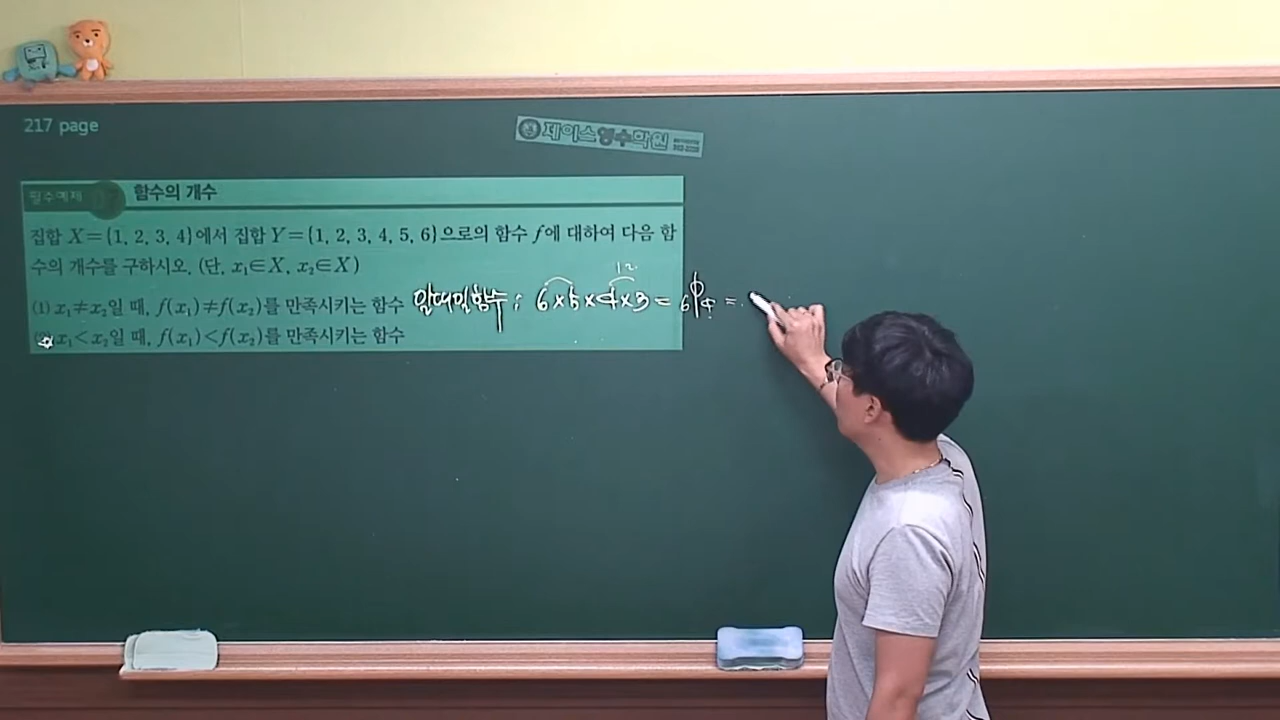 217 page
제이스영수학원
필수예제
함수의 개수
집합 X={1, 2, 3, 4}에서 집합 Y={1, 2, 3, 4, 5, 6}으로의 함수 f에 대하여 다음 함
수의 개수를 구하시오. (단, x₁∈X, x₂∈X)
12
(1) x₁≠x₂일 때, f(x₁)≠f(x₂)를 만족시키는 함수 일대일함수 : 6×5×4×3 = ₆P₄ =
(2) x₁<x₂일 때, f(x₁)<f(x₂)를 만족시키는 함수